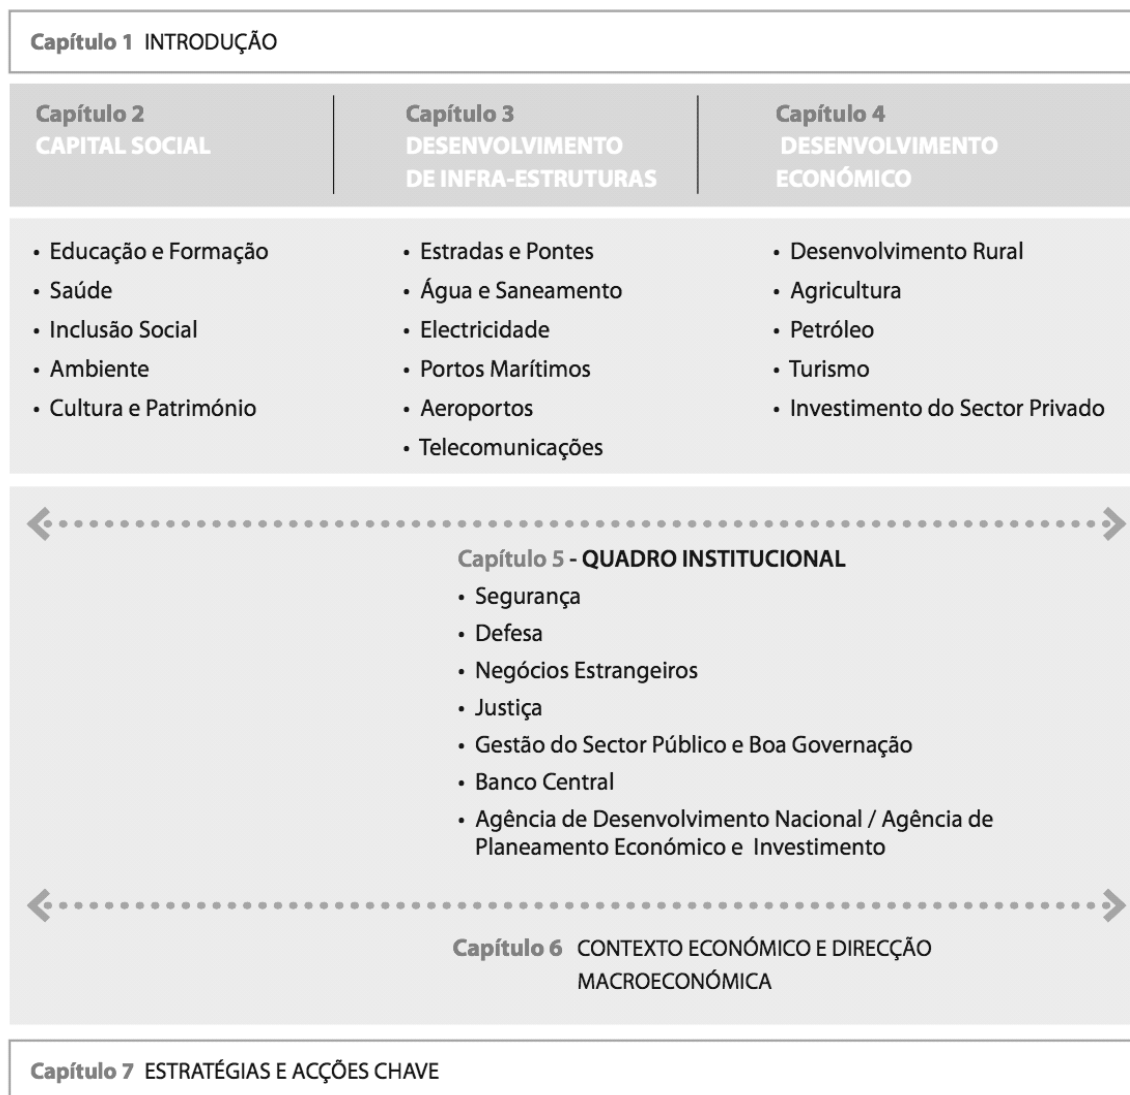 Capítulo 1 INTRODUÇÃO
Capítulo 2
CAPITAL SOCIAL
Capítulo 3
DESENVOLVIMENTO
DE INFRA-ESTRUTURAS
Capítulo 4
DESENVOLVIMENTO
ECONÓMICO
• Educação e Formação
• Saúde
• Inclusão Social
• Ambiente
• Cultura e Património
• Estradas e Pontes
• Água e Saneamento
• Electricidade
• Portos Marítimos
• Aeroportos
• Telecomunicações
• Desenvolvimento Rural
• Agricultura
• Petróleo
• Turismo
• Investimento do Sector Privado
Capítulo 5 - QUADRO INSTITUCIONAL
• Segurança
• Defesa
• Negócios Estrangeiros
• Justiça
• Gestão do Sector Público e Boa Governação
• Banco Central
• Agência de Desenvolvimento Nacional / Agência de
Planeamento Económico e Investimento
Capítulo 6 CONTEXTO ECONÓMICO E DIRECÇÃO
MACROECONÓMICA
Capítulo 7 ESTRATÉGIAS E ACÇÕES CHAVE